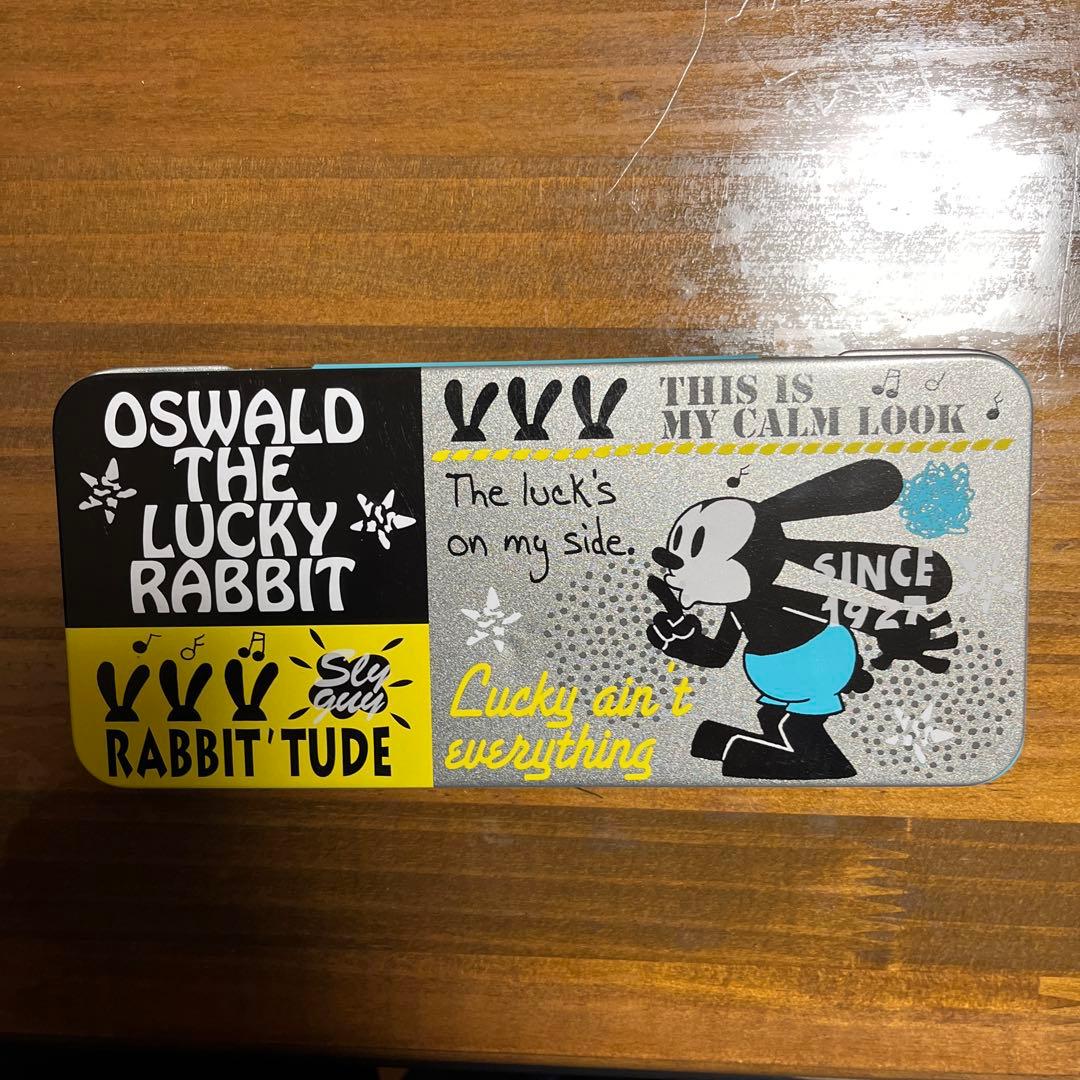 OSWALD
THE
LUCKY
RABBIT
Sly
guy
RABBIT'TUDE
THIS IS
MY CALM LOOK
The luck's
on my side.
SINCE
1927
Lucky ain't
everything